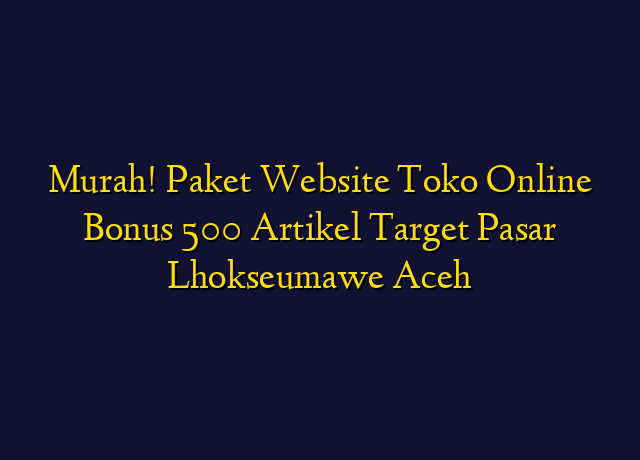 Murah! Paket Website Toko Online
Bonus 500 Artikel Target Pasar
Lhokseumawe Aceh